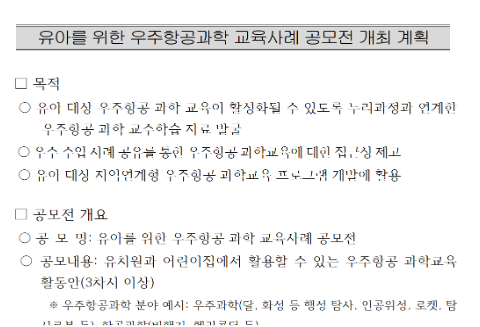 유아를 위한 우주항공과학 교육사례 공모전 개최 계획
□ 목적
○ 유아 대상 우주항공 과학 교육이 활성화될 수 있도록 누리과정과 연계한
우주항공 과학 교수학습 자료 발굴
○ 우수 수업 사례 공유를 통한 우주항공 과학교육에 대한 접근성 제고
○ 유아 대상 지역연계형 우주항공 과학교육 프로그램 개발에 활용
□ 공모전 개요
○ 공 모 명: 유아를 위한 우주항공 과학 교육사례 공모전
○ 공모내용: 유치원과 어린이집에서 활용할 수 있는 우주항공 과학교육
활동안(3차시 이상)
※ 우주항공과학 분야 예시: 우주과학(달, 화성 등 행성 탐사, 인공위성, 로켓, 탐